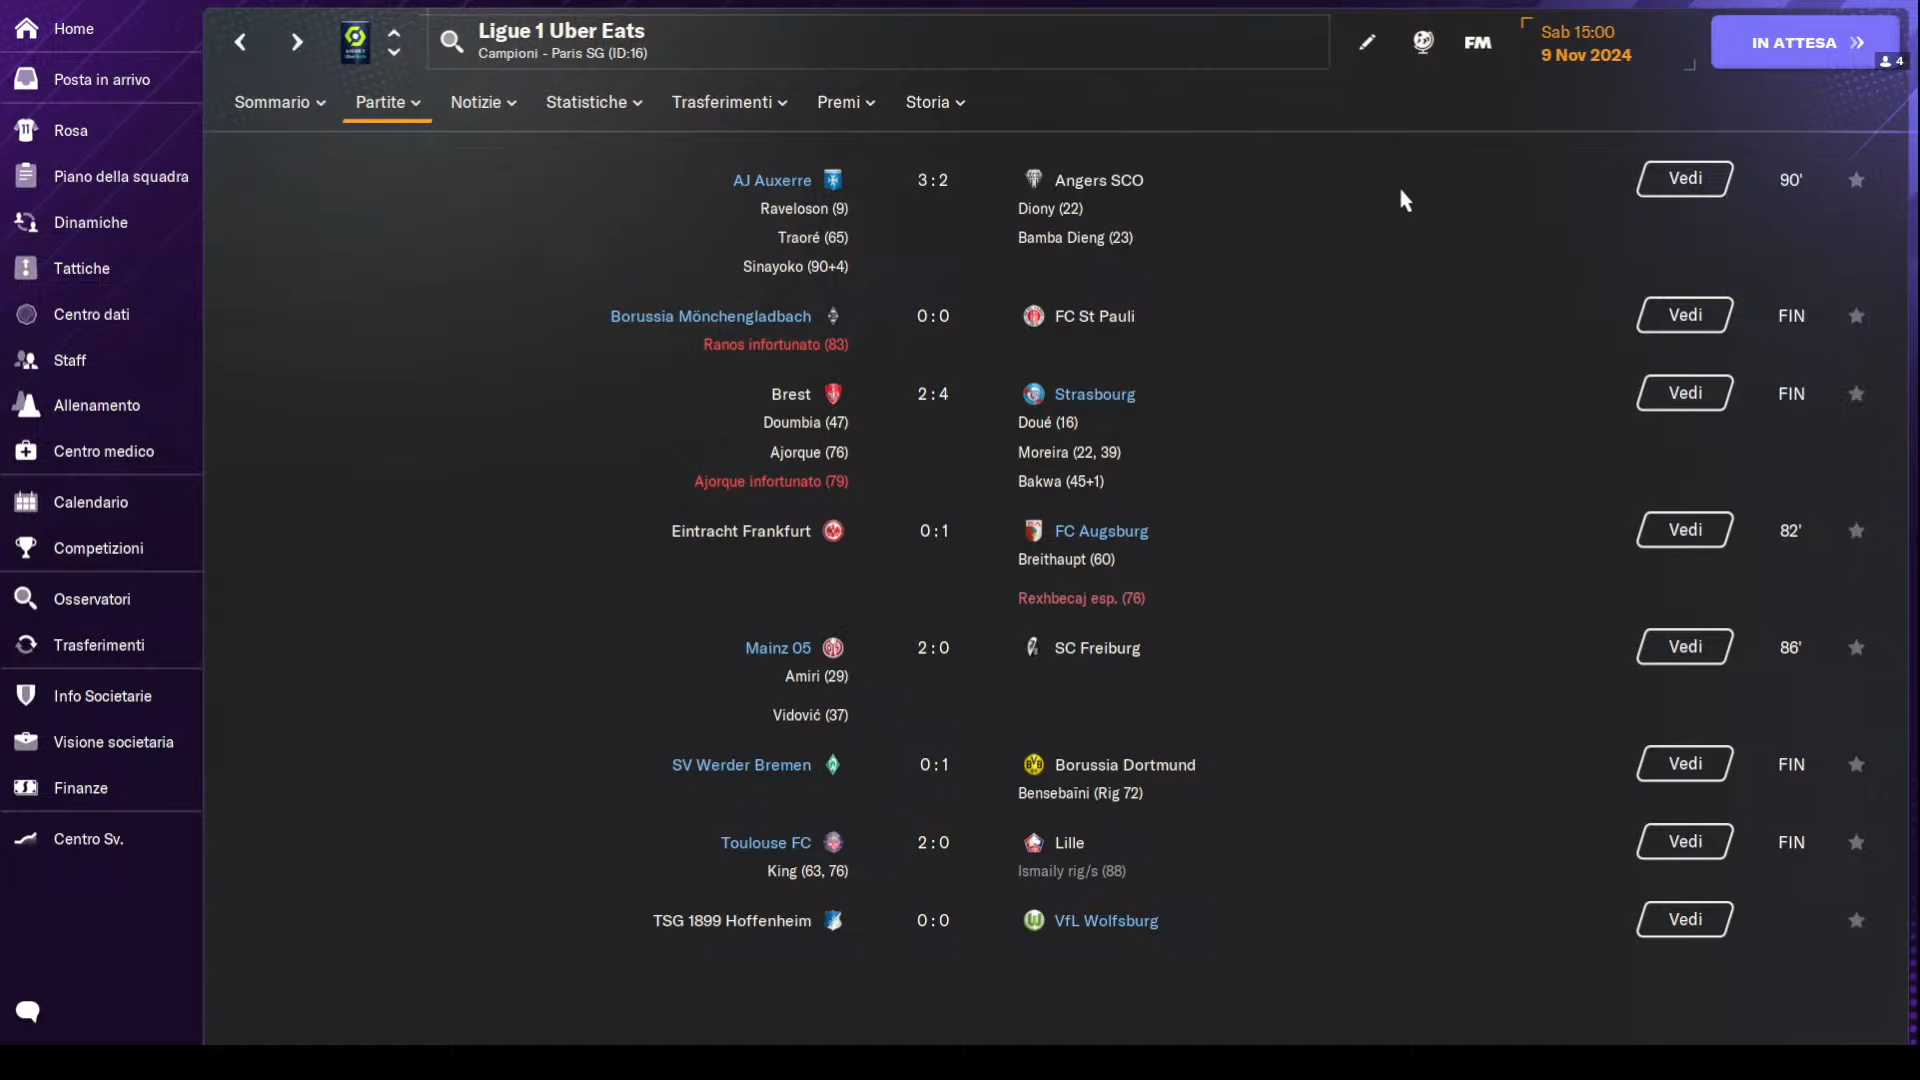 Home
Posta in arrivo
Rosa
Piano della squadra
Dinamiche
Tattiche
Centro dati
Staff
Allenamento
Centro medico
Calendario
Competizioni
Osservatori
Trasferimenti
Info Societarie
Visione societaria
Finanze
Centro Sv.
Ligue 1 Uber Eats
Campioni - Paris SG (ID:16)
FM
Sab 15:00
9 Nov 2024
IN ATTESA
4
Sommario Partite Notizie Statistiche Trasferimenti Premi Storia
AJ Auxerre 3 : 2 Angers SCO Vedi 90'
Raveloson (9) Diony (22)
Traoré (65) Bamba Dieng (23)
Sinayoko (90+4)
Borussia Mönchengladbach 0 : 0 FC St Pauli Vedi FIN
Ranos infortunato (83)
Brest 2 : 4 Strasbourg Vedi FIN
Doumbia (47) Doué (16)
Ajorque (76) Moreira (22, 39)
Ajorque infortunato (79) Bakwa (45+1)
Eintracht Frankfurt 0 : 1 FC Augsburg Vedi 82'
Breithaupt (60)
Rexhbecaj esp. (76)
Mainz 05 2 : 0 SC Freiburg Vedi 86'
Amiri (29)
Vidović (37)
SV Werder Bremen 0 : 1 Borussia Dortmund Vedi FIN
Bensebaïni (Rig 72)
Toulouse FC 2 : 0 Lille Vedi FIN
King (63, 76) Ismaily rig/s (88)
TSG 1899 Hoffenheim 0 : 0 VfL Wolfsburg Vedi